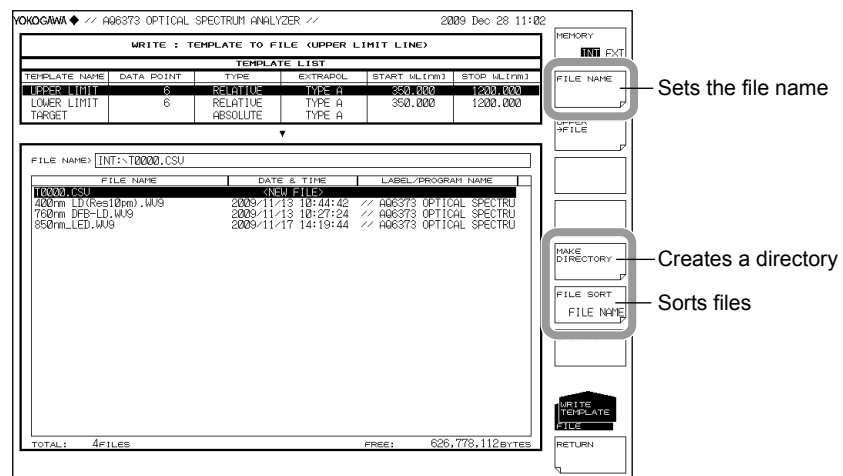 YOKOGAWA ◆ // AQ6373 OPTICAL SPECTRUM ANALYZER // 2009 Dec 28 11:02
WRITE : TEMPLATE TO FILE (UPPER LIMIT LINE)
TEMPLATE LIST
TEMPLATE NAME DATA POINT TYPE EXTRAPOL START WL[nm] STOP WL[nm]
UPPER LIMIT 6 RELATIVE TYPE A 350.000 1200.000
LOWER LIMIT 6 RELATIVE TYPE A 350.000 1200.000
TARGET ABSOLUTE TYPE A
▼
FILE NAME> INT:\T0000.CSV
FILE NAME DATE & TIME LABEL/PROGRAM NAME
T0000.CSV <NEW FILE>
400nm LD(Res10pm).WV9 2009/11/13 10:44:42 // AQ6373 OPTICAL SPECTRU
760nm DFB-LD.WV9 2009/11/13 10:27:24 // AQ6373 OPTICAL SPECTRU
850nm_LED.WV9 2009/11/17 14:19:44 // AQ6373 OPTICAL SPECTRU
TOTAL: 4FILES FREE: 626,778,112BYTES
MEMORY
INT EXT
FILE NAME
Sets the file name
UPPER
→FILE
MAKE
DIRECTORY
Creates a directory
FILE SORT
FILE NAME
Sorts files
WRITE
TEMPLATE
FILE
RETURN